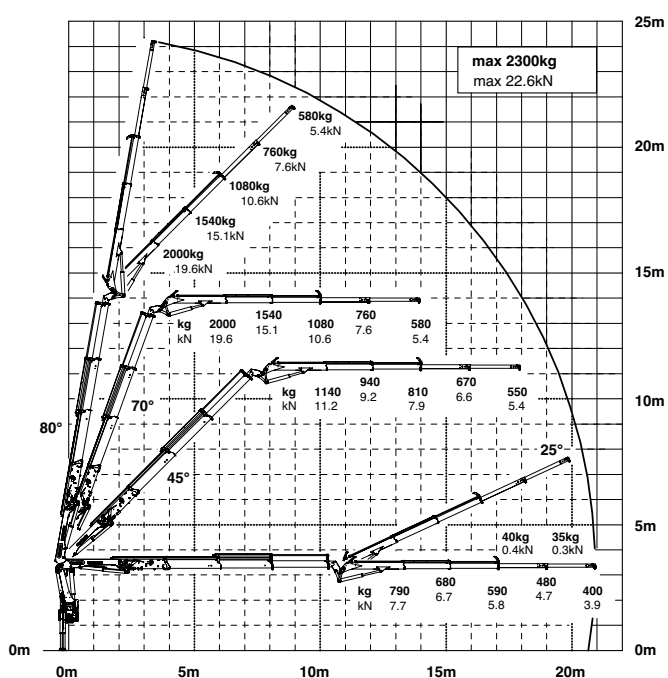 25m
max 2300kg
max 22.6kN
580kg
5.4kN
20m
760kg
7.6kN
1080kg
10.6kN
1540kg
15.1kN
2000kg
19.6kN
15m
kg 2000 1540 1080 760 580
kN 19.6 15.1 10.6 7.6 5.4
kg 1140 940 810 670 550
kN 11.2 9.2 7.9 6.6 5.4
10m
70°
80°
45°
25°
5m
40kg 35kg
0.4kN 0.3kN
kg 790 680 590 480 400
kN 7.7 6.7 5.8 4.7 3.9
0m 0m
0m 5m 10m 15m 20m